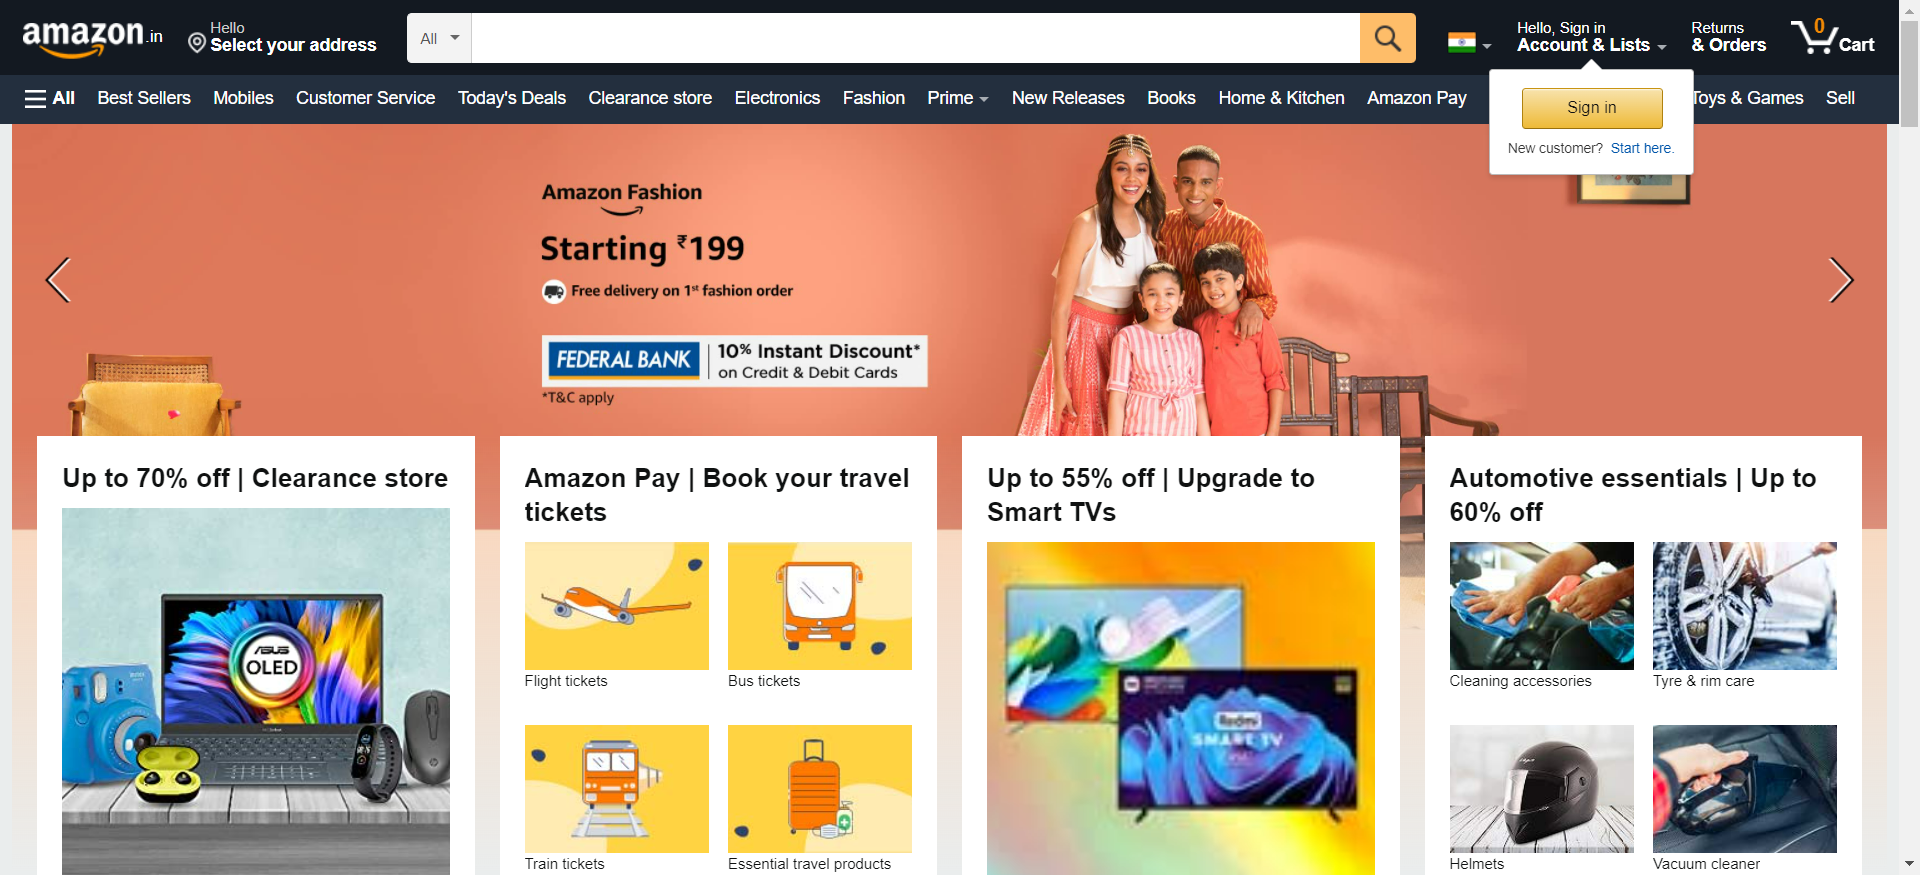 amazon.in
Hello
Select your address
All
Hello, Sign in
Account & Lists
Returns
& Orders
0
Cart
All
Best Sellers
Mobiles
Customer Service
Today's Deals
Clearance store
Electronics
Fashion
Prime
New Releases
Books
Home & Kitchen
Amazon Pay
Toys & Games
Sell
Sign in
New customer? Start here.
Amazon Fashion
Starting ₹199
Free delivery on 1st fashion order
FEDERAL BANK
10% Instant Discount*
on Credit & Debit Cards
*T&C apply
Up to 70% off | Clearance store
ASUS
OLED
Amazon Pay | Book your travel
tickets
Flight tickets
Bus tickets
Train tickets
Essential travel products
Up to 55% off | Upgrade to
Smart TVs
Redmi
SMART TV
Automotive essentials | Up to
60% off
Cleaning accessories
Tyre & rim care
Helmets
Vacuum cleaner